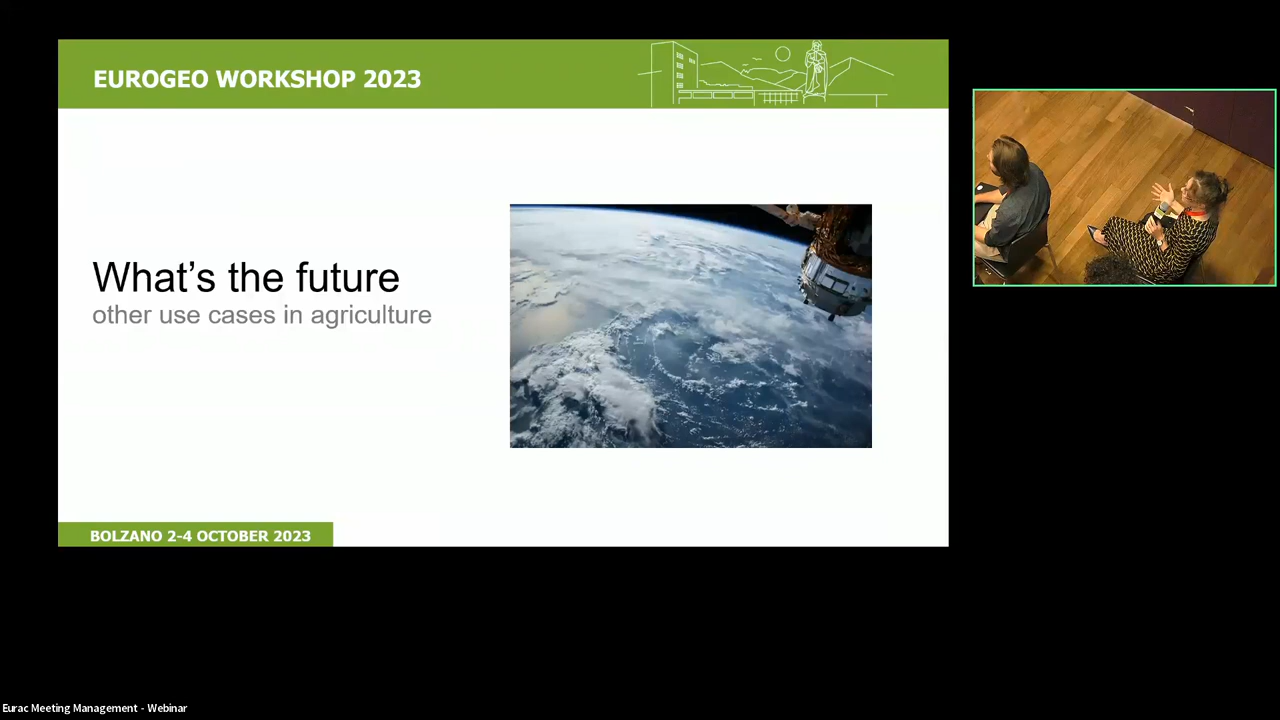 EUROGEO WORKSHOP 2023
What's the future
other use cases in agriculture
BOLZANO 2-4 OCTOBER 2023
Eurac Meeting Management - Webinar